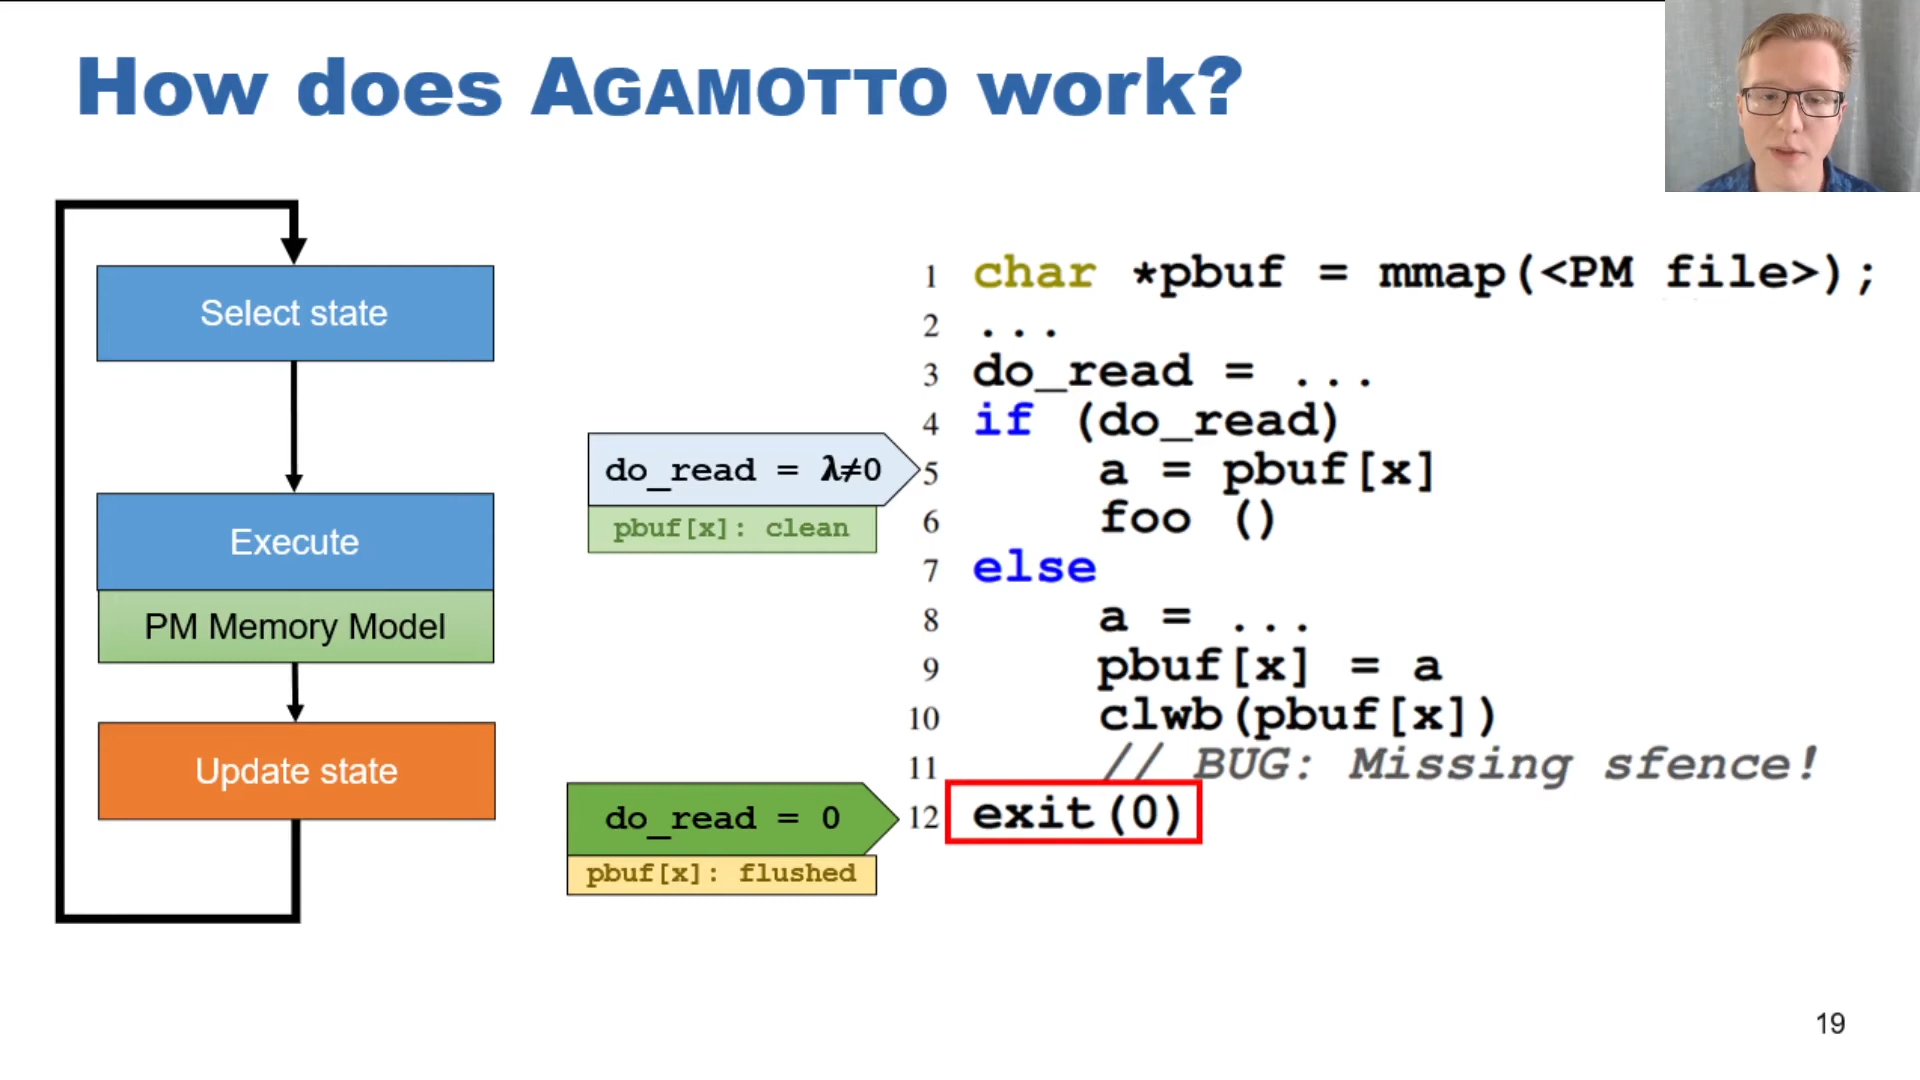 How does AGAMOTTO work?
Select state
Execute
PM Memory Model
Update state
do_read = λ≠0
pbuf[x]: clean
do_read = 0
pbuf[x]: flushed
1 char *pbuf = mmap(<PM file>);
2 ...
3 do_read = ...
4 if (do_read)
5 a = pbuf[x]
6 foo ()
7 else
8 a = ...
9 pbuf[x] = a
10 clwb(pbuf[x])
11 // BUG: Missing sfence!
12 exit(0)
19